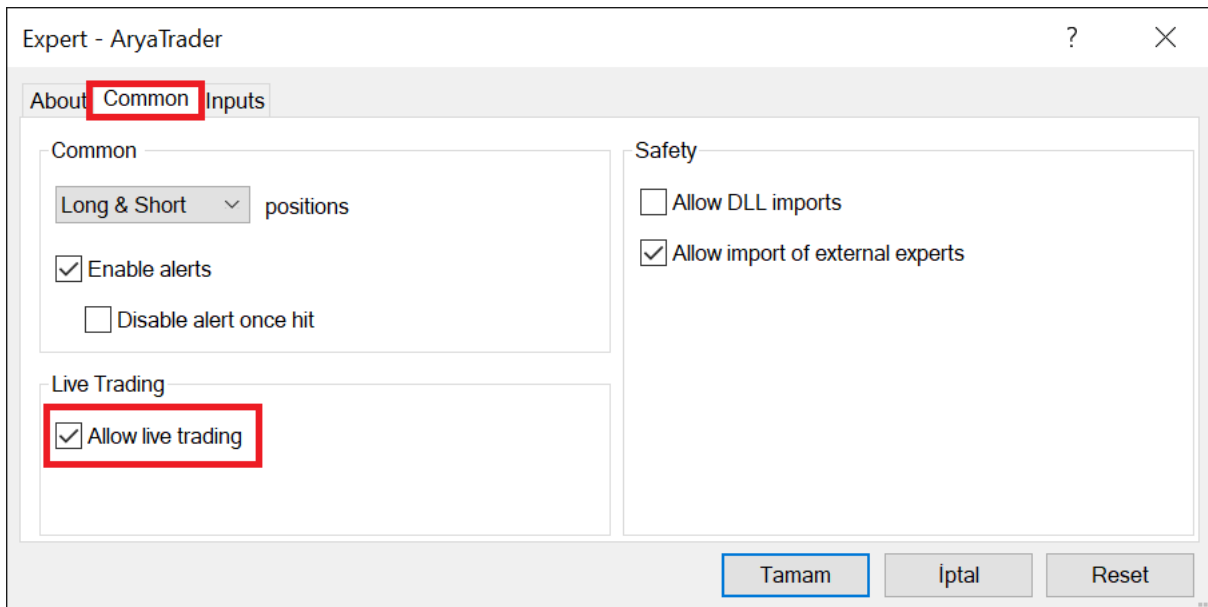 Expert - AryaTrader
?
About Common Inputs
Common
Long & Short positions
Enable alerts
Disable alert once hit
Live Trading
Allow live trading
Safety
Allow DLL imports
Allow import of external experts
Tamam İptal Reset